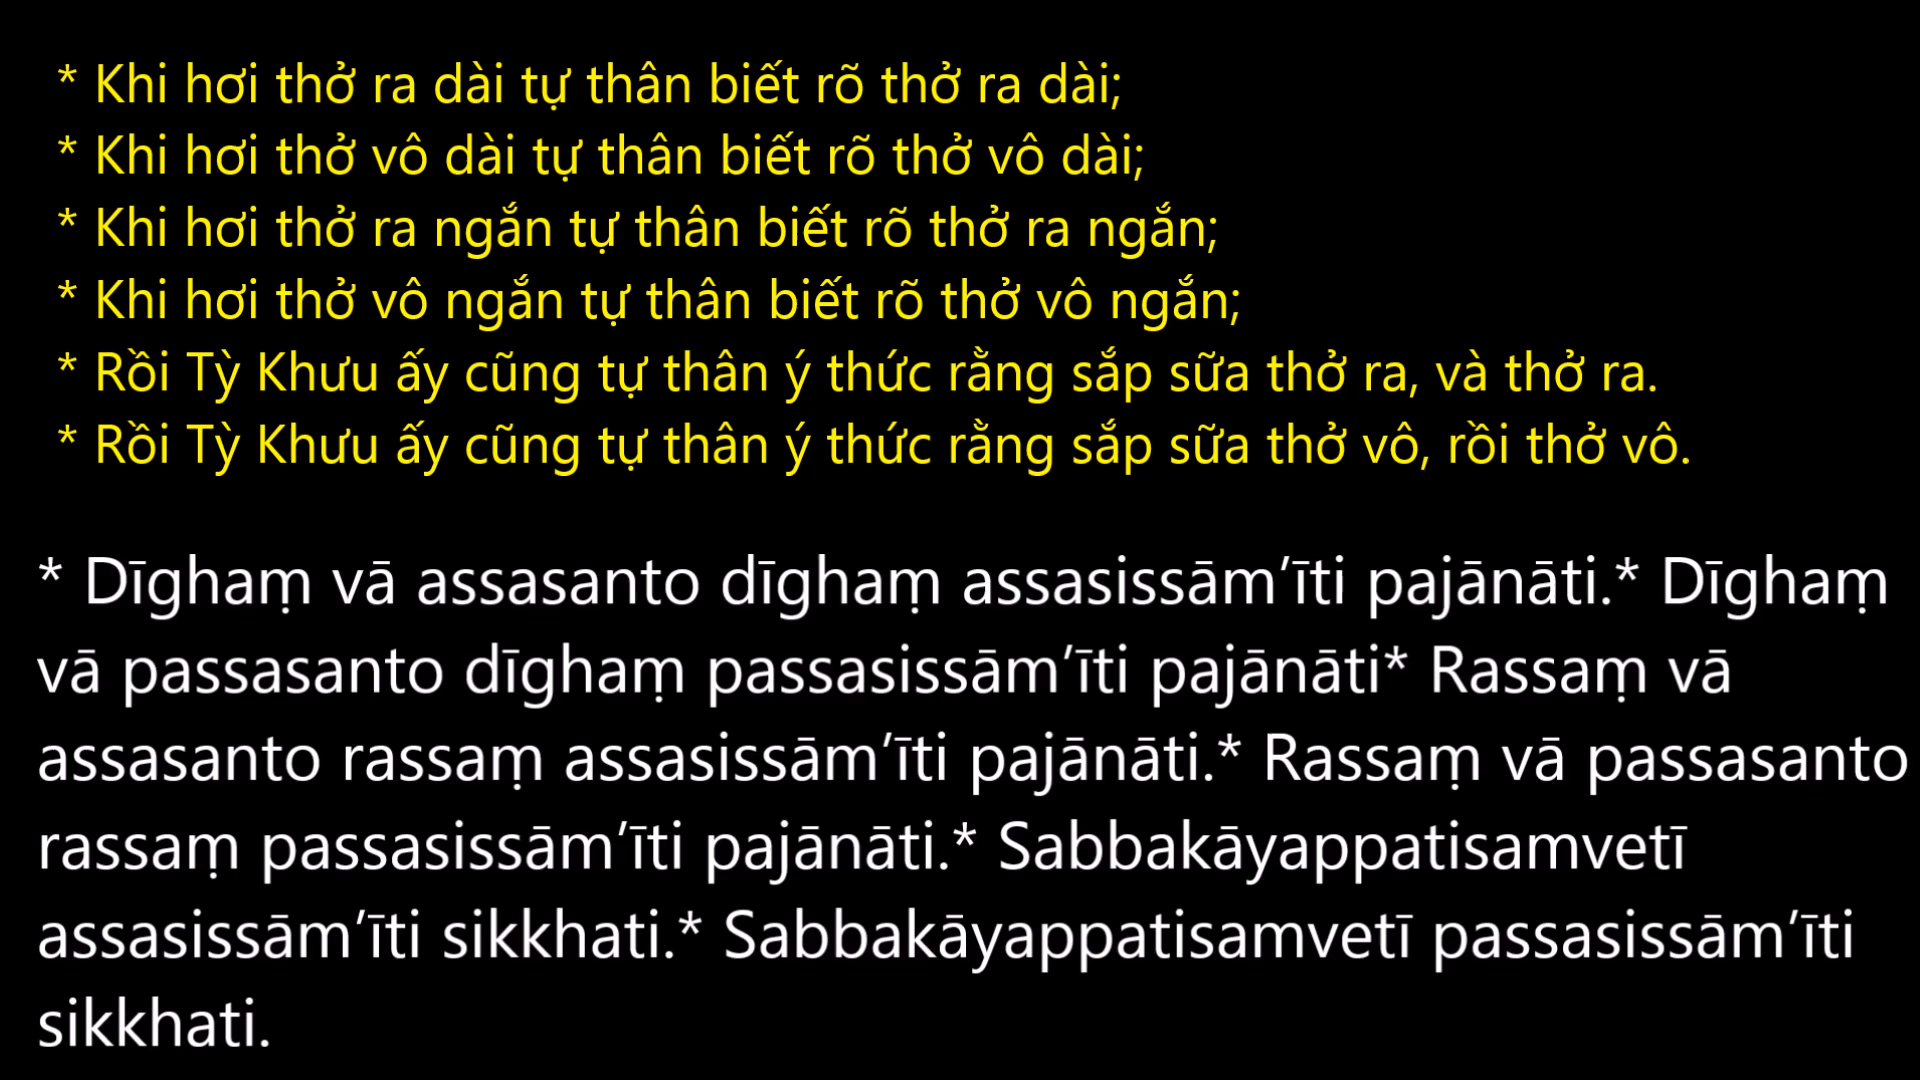 * Khi hơi thở ra dài tự thân biết rõ thở ra dài;
* Khi hơi thở vô dài tự thân biết rõ thở vô dài;
* Khi hơi thở ra ngắn tự thân biết rõ thở ra ngắn;
* Khi hơi thở vô ngắn tự thân biết rõ thở vô ngắn;
* Rồi Tỳ Khưu ấy cũng tự thân ý thức rằng sắp sữa thở ra, và thở ra.
* Rồi Tỳ Khưu ấy cũng tự thân ý thức rằng sắp sữa thở vô, rồi thở vô.
* Dīghaṃ vā assasanto dīghaṃ assasissām’īti pajānāti.* Dīghaṃ
vā passasanto dīghaṃ passasissām’īti pajānāti* Rassaṃ vā
assasanto rassaṃ assasissām’īti pajānāti.* Rassaṃ vā passasanto
rassaṃ passasissām’īti pajānāti.* Sabbakāyappatisamvetī
assasissām’īti sikkhati.* Sabbakāyappatisamvetī passasissām’īti
sikkhati.